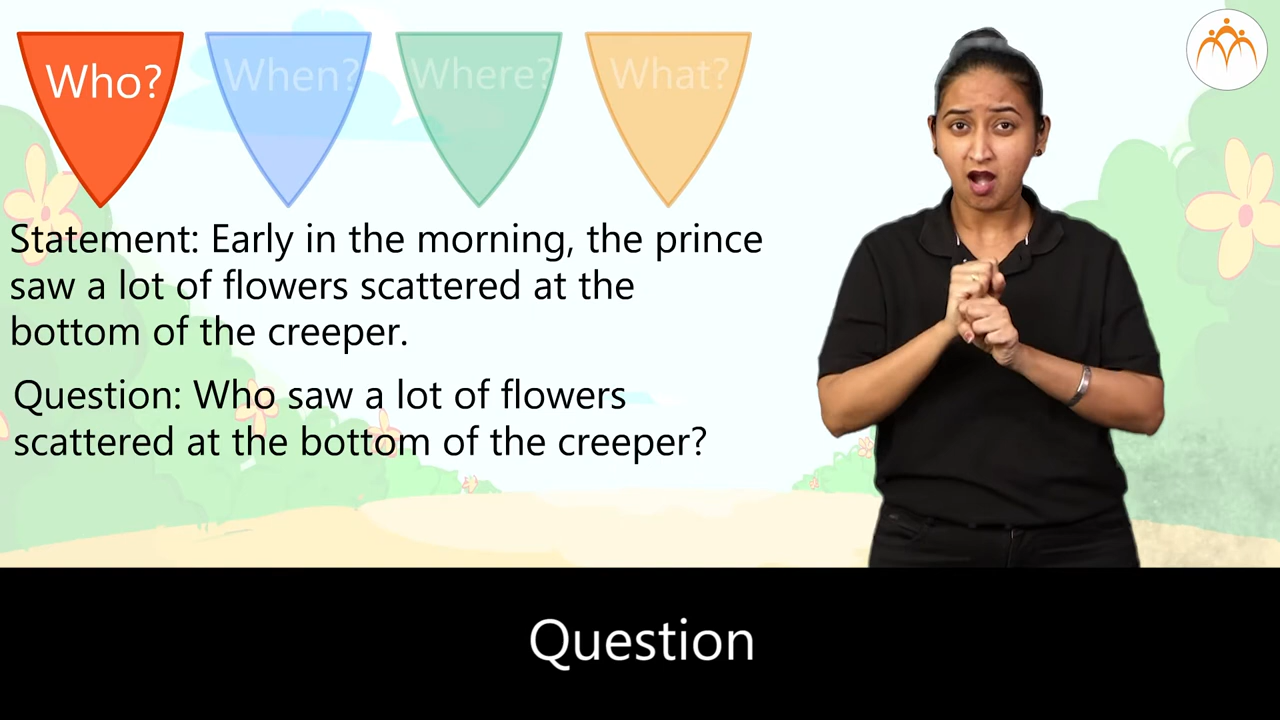 Who? When? Where? What?
Statement: Early in the morning, the prince
saw a lot of flowers scattered at the
bottom of the creeper.
Question: Who saw a lot of flowers
scattered at the bottom of the creeper?
Question